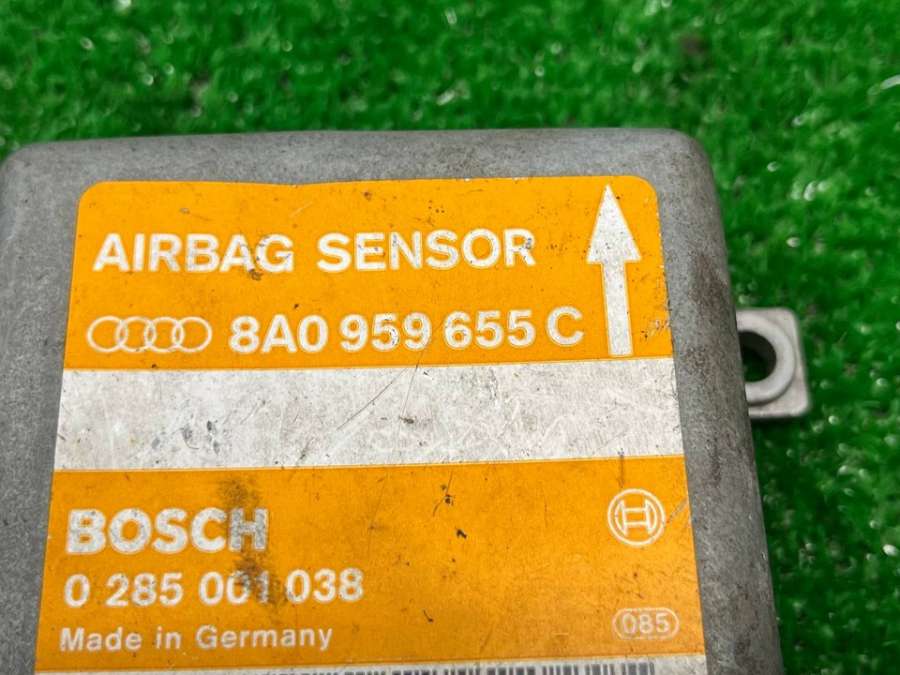 AIRBAG SENSOR
8A0 959 655 C
BOSCH
0 285 001 038
Made in Germany
085